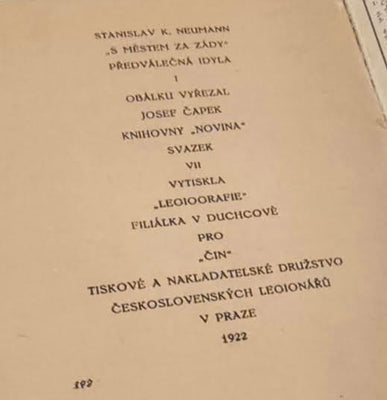 STANISLAV K. NEUMANN
„S MĚSTEM ZA ZÁDY"
PŘEDVÁLEČNÁ IDYLA
I
OBÁLKU VYŘEZAL
JOSEF ČAPEK
KNIHOVNY „NOVINA"
SVAZEK
VII
VYTISKLA
„LEGIOGRAFIE"
FILIÁLKA V DUCHCOVĚ
PRO
„ČIN"
TISKOVÉ A NAKLADATELSKÉ DRUŽSTVO
ČESKOSLOVENSKÝCH LEGIONÁŘŮ
V PRAZE
1922